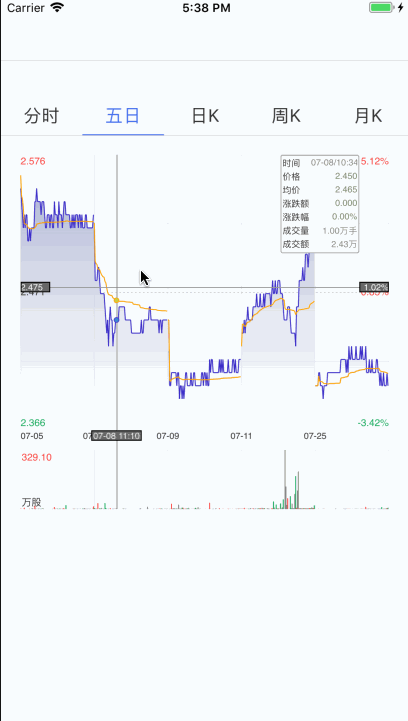 Carrier 5:38 PM
分时 五日 日K 周K 月K
2.576 5.12%
时间 07-08/10:34
价格 2.450
均价 2.465
涨跌额 0.000
涨跌幅 0.00%
成交量 1.00万手
成交额 2.43万
2.475 1.02%
2.471
2.366 -3.42%
07-05 07-08 11:10 07-09 07-11 07-25
329.10
万股